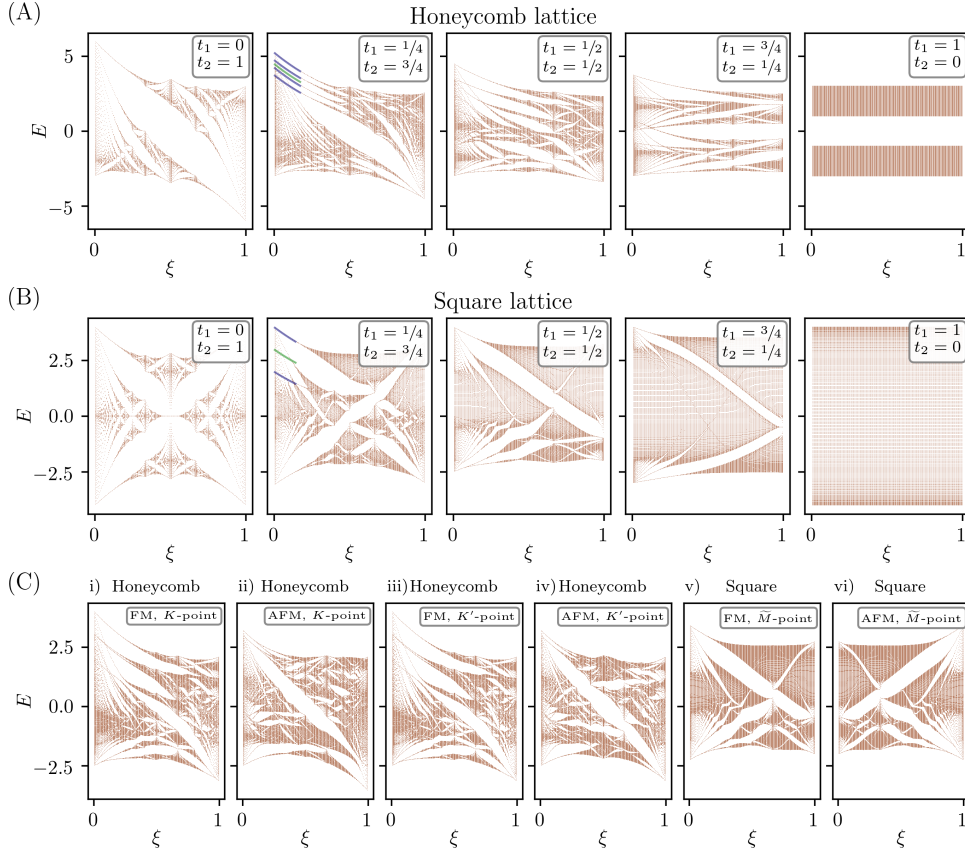 (A) Honeycomb lattice
t₁ = 0
t₂ = 1
t₁ = 1/4
t₂ = 3/4
t₁ = 1/2
t₂ = 1/2
t₁ = 3/4
t₂ = 1/4
t₁ = 1
t₂ = 0
5
0
−5
E
0 1 0 1 0 1 0 1 0 1
ξ ξ ξ ξ ξ
(B) Square lattice
t₁ = 0
t₂ = 1
t₁ = 1/4
t₂ = 3/4
t₁ = 1/2
t₂ = 1/2
t₁ = 3/4
t₂ = 1/4
t₁ = 1
t₂ = 0
2.5
0.0
−2.5
E
0 1 0 1 0 1 0 1 0 1
ξ ξ ξ ξ ξ
(C)
i) Honeycomb ii) Honeycomb iii) Honeycomb iv) Honeycomb v) Square vi) Square
FM, K-point AFM, K-point FM, K′-point AFM, K′-point FM, M̃-point AFM, M̃-point
2.5
0.0
−2.5
E
0 1 0 1 0 1 0 1 0 1 0 1
ξ ξ ξ ξ ξ ξ